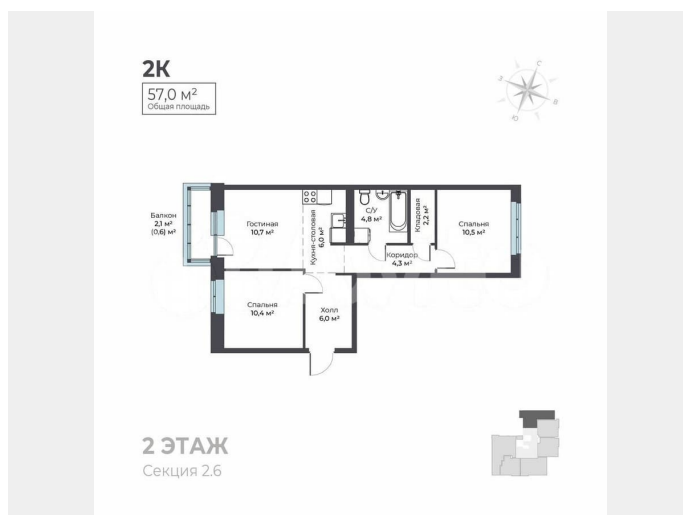 2К
57,0 м²
Общая площадь
С
В
Ю
З
Балкон
2,1 м²
(0,6) м²
Гостиная
10,7 м²
Кухня-столовая
6,0 м²
С/У
4,8 м²
Кладовая
2,2 м²
Спальня
10,5 м²
Коридор
4,3 м²
Спальня
10,4 м²
Холл
6,0 м²
2 ЭТАЖ
Секция 2.6